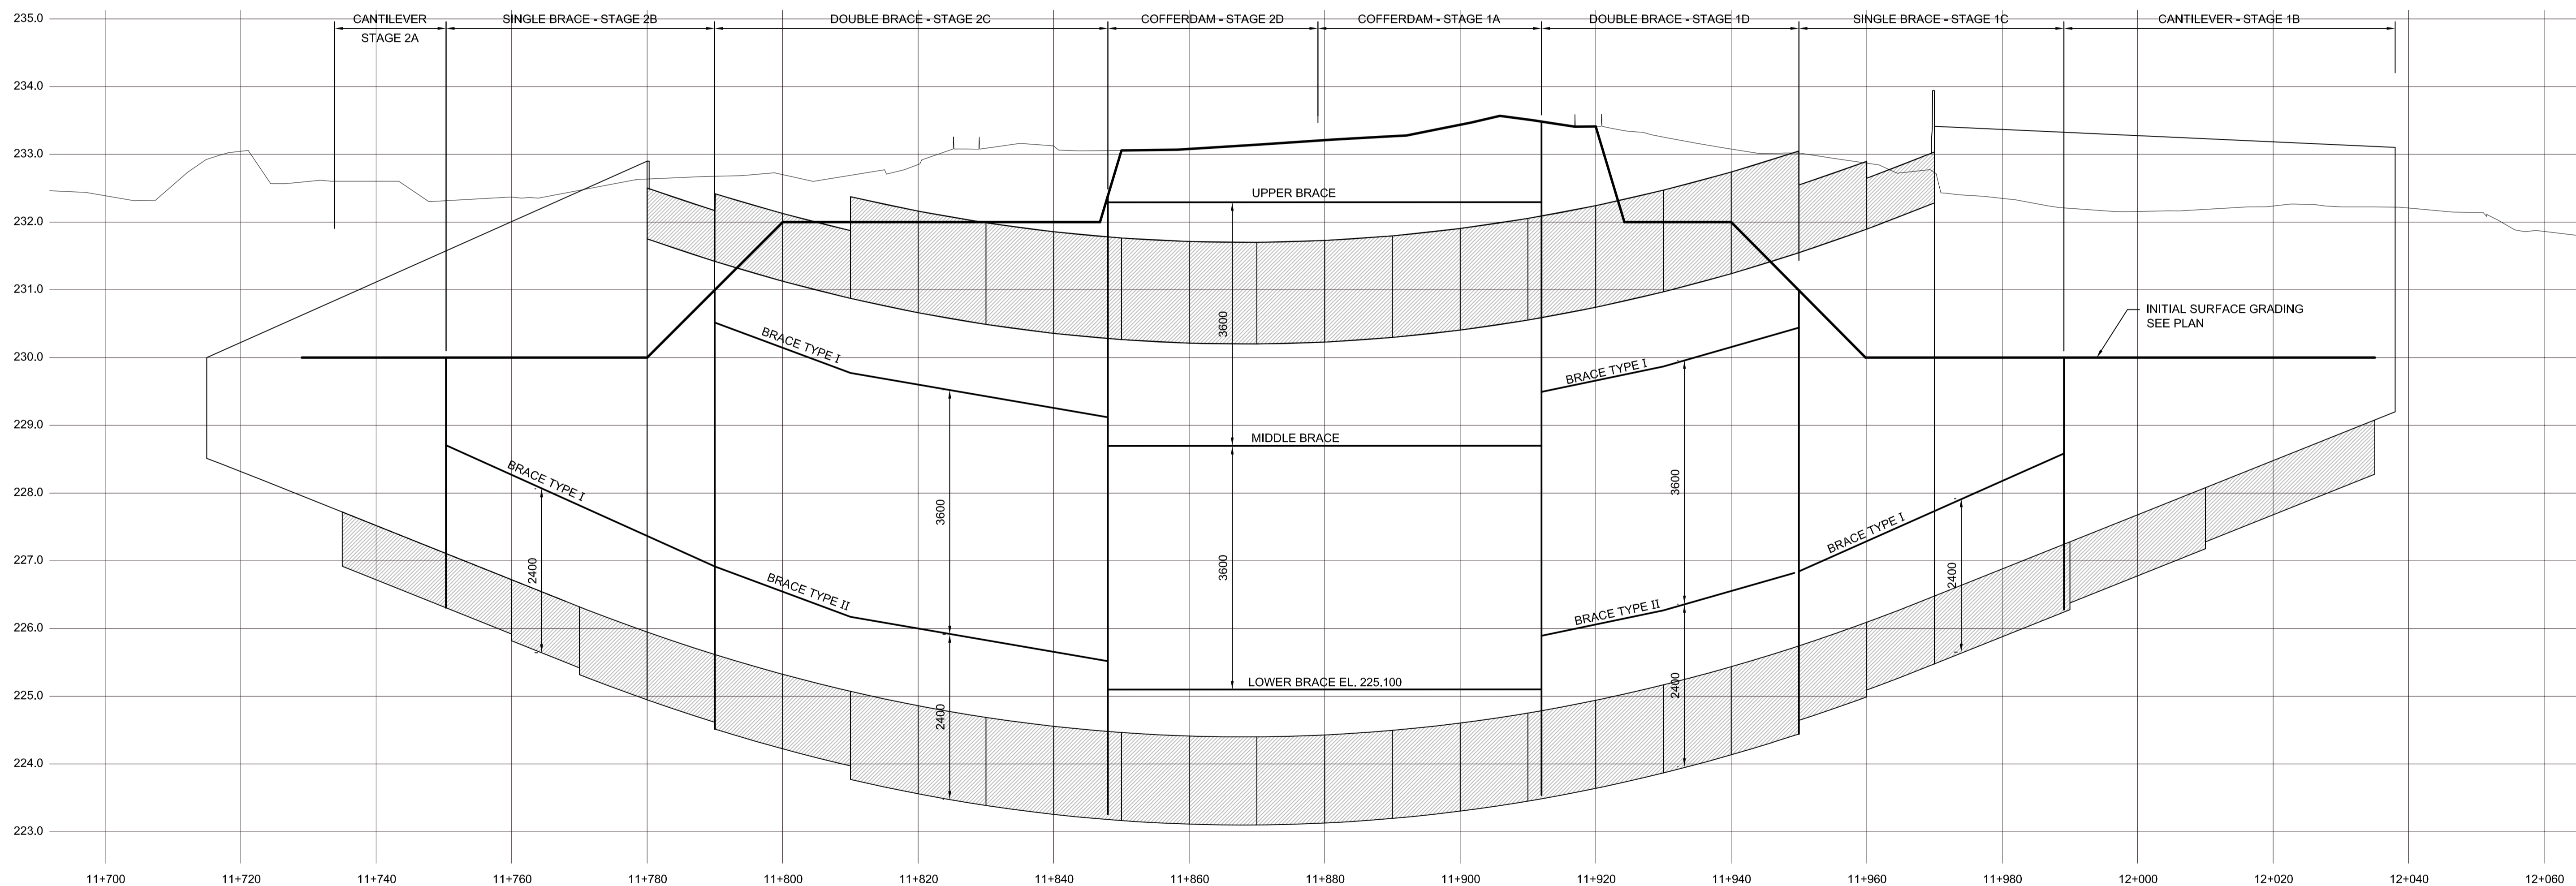 CANTILEVER
STAGE 2A
SINGLE BRACE - STAGE 2B
DOUBLE BRACE - STAGE 2C
COFFERDAM - STAGE 2D
COFFERDAM - STAGE 1A
DOUBLE BRACE - STAGE 1D
SINGLE BRACE - STAGE 1C
CANTILEVER - STAGE 1B
235.0
234.0
233.0
232.0
231.0
230.0
229.0
228.0
227.0
226.0
225.0
224.0
223.0
UPPER BRACE
3600
BRACE TYPE I
BRACE TYPE I
INITIAL SURFACE GRADING
SEE PLAN
MIDDLE BRACE
BRACE TYPE I
3600
3600
3600
BRACE TYPE I
2400
2400
BRACE TYPE II
BRACE TYPE II
LOWER BRACE EL. 225.100
2400
2400
11+700
11+720
11+740
11+760
11+780
11+800
11+820
11+840
11+860
11+880
11+900
11+920
11+940
11+960
11+980
12+000
12+020
12+040
12+060